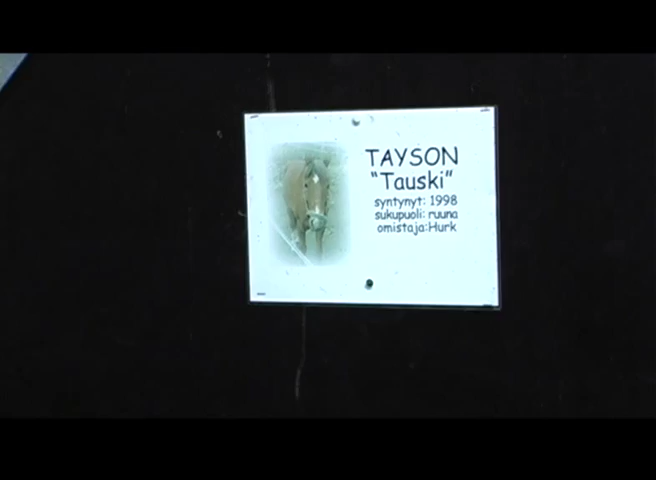 TAYSON
"Tauski"
syntynyt: 1998
sukupuoli: ruuna
omistaja:Hurk